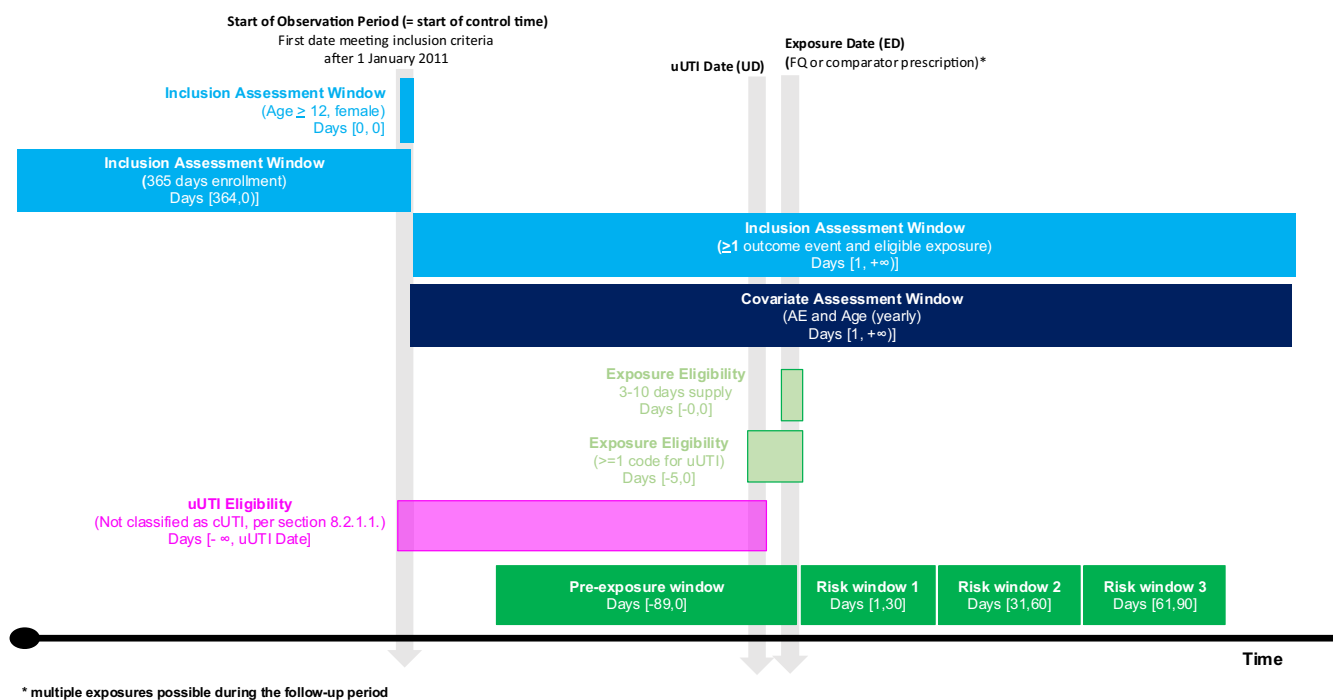 Start of Observation Period (= start of control time)
First date meeting inclusion criteria
after 1 January 2011
uUTI Date (UD)
Exposure Date (ED)
(FQ or comparator prescription)*
Inclusion Assessment Window
(Age ≥ 12, female)
Days [0, 0]
Inclusion Assessment Window
(365 days enrollment)
Days [364,0)]
Inclusion Assessment Window
(≥1 outcome event and eligible exposure)
Days [1, +∞)]
Covariate Assessment Window
(AE and Age (yearly)
Days [1, +∞)]
Exposure Eligibility
3-10 days supply
Days [-0,0]
Exposure Eligibility
(>=1 code for uUTI)
Days [-5,0]
uUTI Eligibility
(Not classified as cUTI, per section 8.2.1.1.)
Days [- ∞, uUTI Date]
Pre-exposure window
Days [-89,0]
Risk window 1
Days [1,30]
Risk window 2
Days [31,60]
Risk window 3
Days [61,90]
Time
* multiple exposures possible during the follow-up period